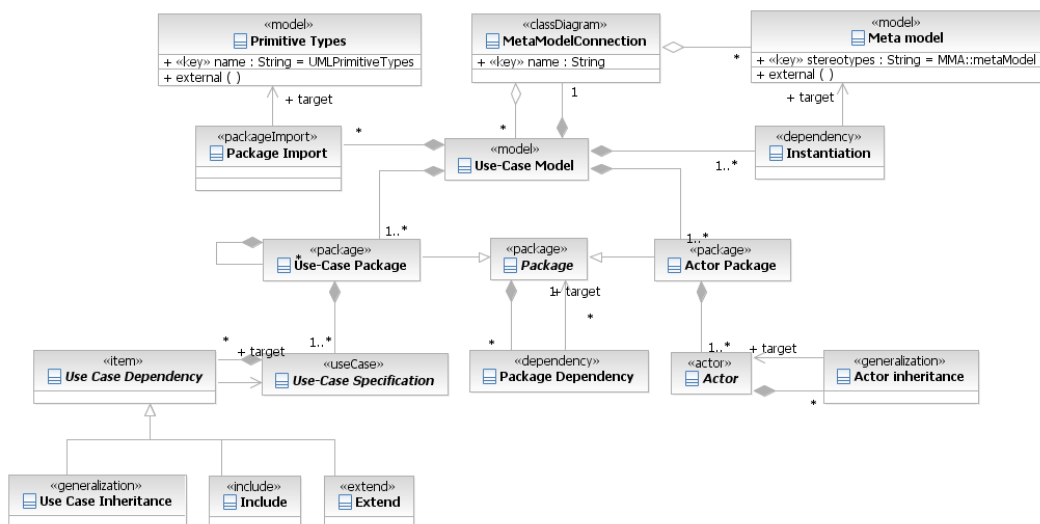 «model»
Primitive Types
+ «key» name : String = UMLPrimitiveTypes
+ external ( )
«classDiagram»
MetaModelConnection
+ «key» name : String
*
«model»
Meta model
+ «key» stereotypes : String = MMA::metaModel
+ external ( )
+ target
1
+ target
«packageImport»
Package Import
*
*
«model»
Use-Case Model
1..*
«dependency»
Instantiation
1..*
1..*
«package»
Use-Case Package
*
«package»
Package
«package»
Actor Package
1
+ target
*
*
1..*
1..*
*
+ target
+ target
«item»
Use Case Dependency
«useCase»
Use-Case Specification
«dependency»
Package Dependency
«actor»
Actor
«generalization»
Actor inheritance
*
«generalization»
Use Case Inheritance
«include»
Include
«extend»
Extend